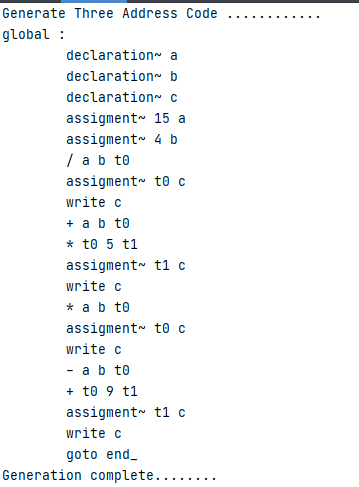 Generate Three Address Code ............
global :
declaration~ a
declaration~ b
declaration~ c
assigment~ 15 a
assigment~ 4 b
/ a b t0
assigment~ t0 c
write c
+ a b t0
* t0 5 t1
assigment~ t1 c
write c
* a b t0
assigment~ t0 c
write c
- a b t0
+ t0 9 t1
assigment~ t1 c
write c
goto end_
Generation complete........